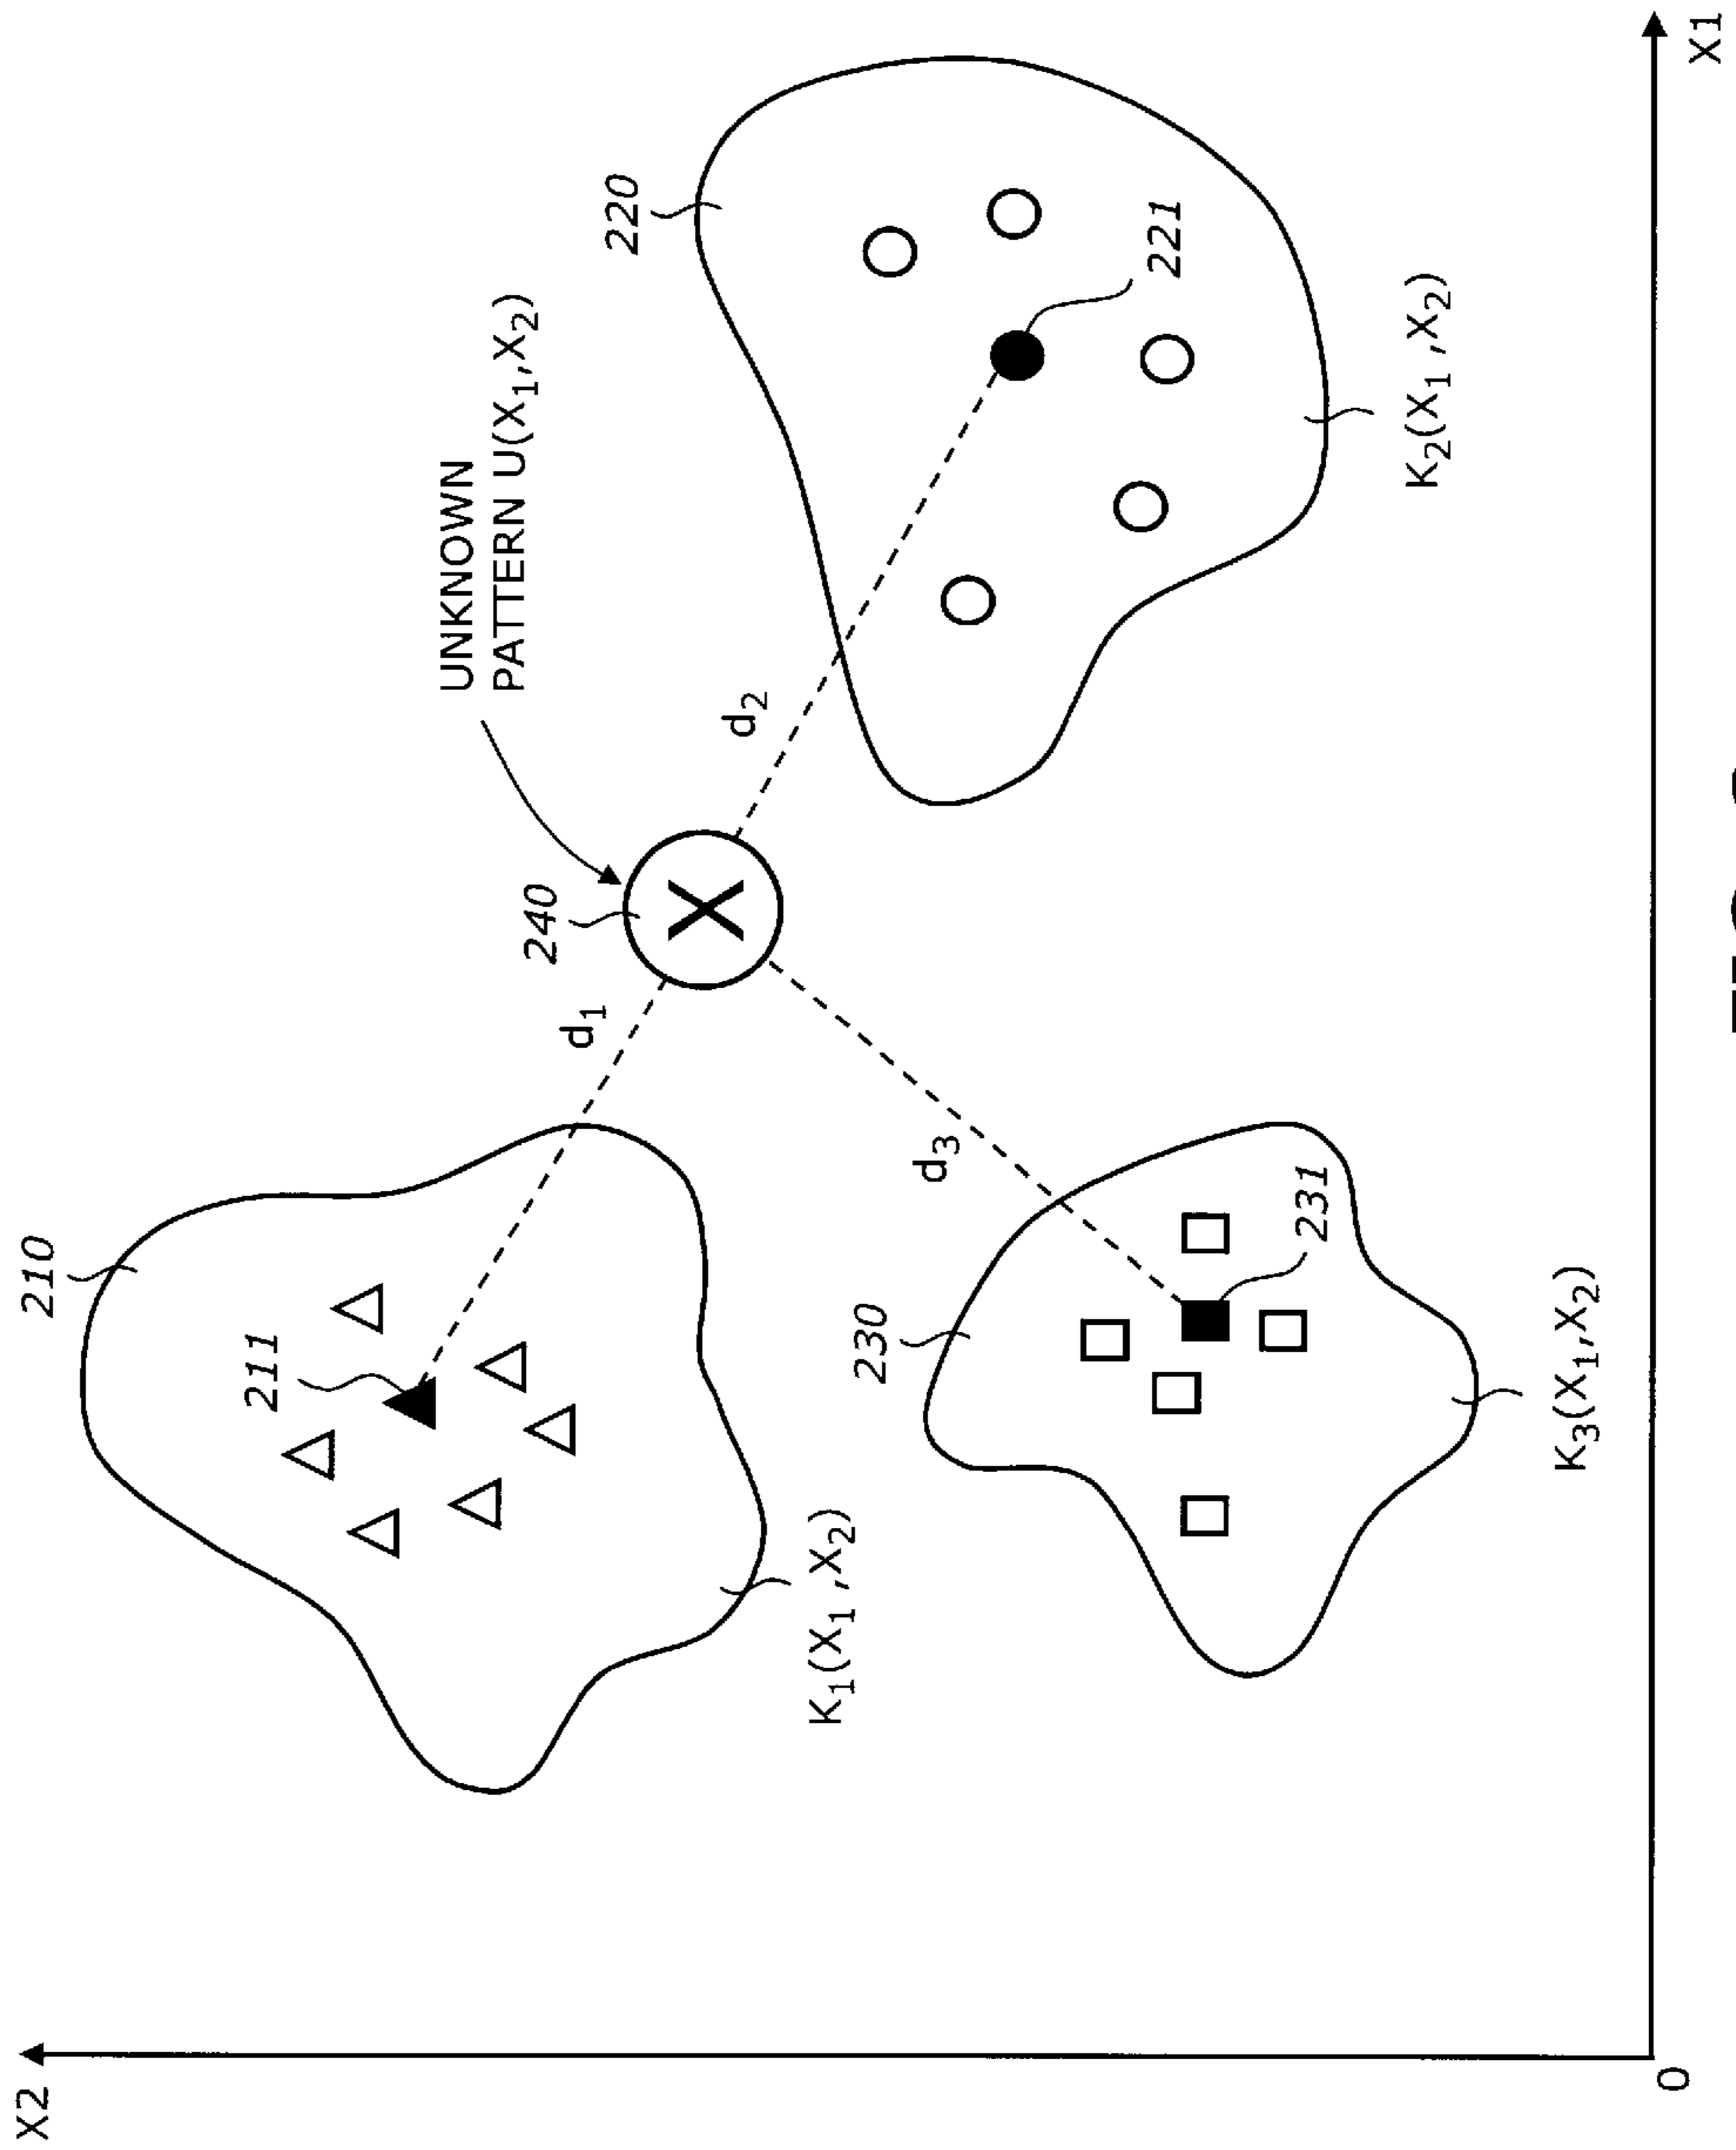 X2
210
211
K1(X1,X2)
UNKNOWN
PATTERN U(X1,X2)
240
X
d1
d2
d3
220
221
K2(X1,X2)
230
231
K3(X1,X2)
0
X1